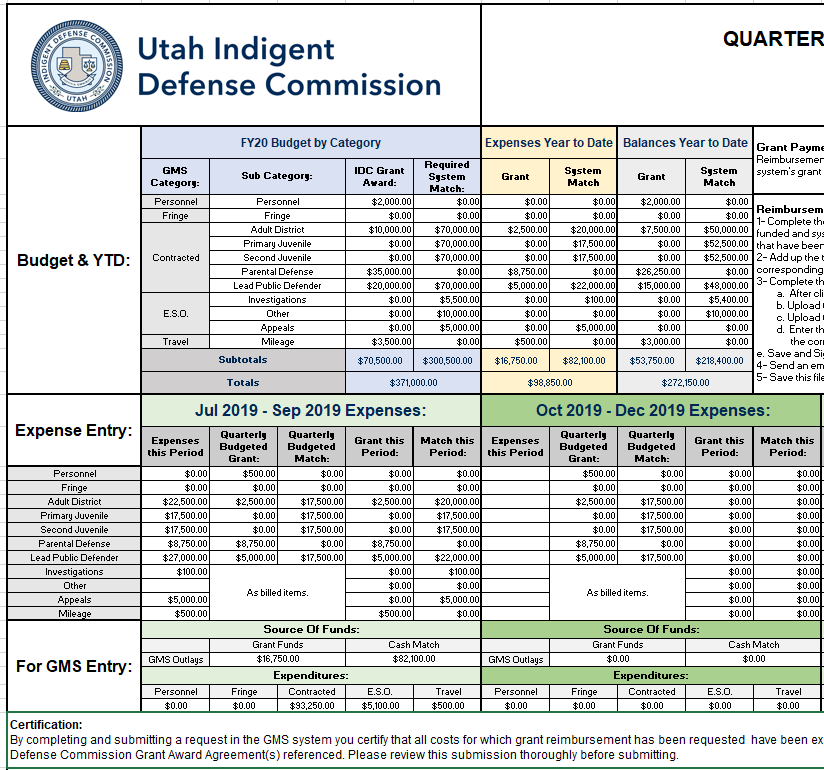 INDIGENT DEFENSE COMMISSION
UTAH
Utah Indigent
Defense Commission
QUARTER
Budget & YTD:
FY20 Budget by Category Expenses Year to Date Balances Year to Date
GMS Category: Sub Category: IDC Grant Award: Required System Match: Grant System Match Grant System Match
Personnel Personnel $2,000.00 $0.00 $0.00 $0.00 $2,000.00 $0.00
Fringe Fringe $0.00 $0.00 $0.00 $0.00 $0.00 $0.00
Contracted
Adult District $10,000.00 $70,000.00 $2,500.00 $20,000.00 $7,500.00 $50,000.00
Primary Juvenile $0.00 $70,000.00 $0.00 $17,500.00 $0.00 $52,500.00
Second Juvenile $0.00 $70,000.00 $0.00 $17,500.00 $0.00 $52,500.00
Parental Defense $35,000.00 $0.00 $8,750.00 $0.00 $26,250.00 $0.00
Lead Public Defender $20,000.00 $70,000.00 $5,000.00 $22,000.00 $15,000.00 $48,000.00
E.S.O.
Investigations $0.00 $5,500.00 $0.00 $100.00 $0.00 $5,400.00
Other $0.00 $10,000.00 $0.00 $0.00 $0.00 $10,000.00
Appeals $0.00 $5,000.00 $0.00 $5,000.00 $0.00 $0.00
Travel Mileage $3,500.00 $0.00 $500.00 $0.00 $3,000.00 $0.00
Subtotals $70,500.00 $300,500.00 $16,750.00 $82,100.00 $53,750.00 $218,400.00
Totals $371,000.00 $98,850.00 $272,150.00
Grant Payme
Reimbursemen
system's grant
Reimbursem
1- Complete the
funded and sys
that have been
2- Add up the t
corresponding
3- Complete th
a. After cli
b. Upload
c. Upload
d. Enter th
the cor
e. Save and Si
4- Send an em
5- Save this file
Expense Entry:
Jul 2019 - Sep 2019 Expenses: Oct 2019 - Dec 2019 Expenses:
Expenses this Period Quarterly Budgeted Grant: Quarterly Budgeted Match: Grant this Period: Match this Period: Expenses this Period Quarterly Budgeted Grant: Quarterly Budgeted Match: Grant this Period: Match this Period:
Personnel $0.00 $500.00 $0.00 $0.00 $0.00 $500.00 $0.00 $0.00 $0.00
Fringe $0.00 $0.00 $0.00 $0.00 $0.00 $0.00 $0.00 $0.00 $0.00
Adult District $22,500.00 $2,500.00 $17,500.00 $2,500.00 $20,000.00 $2,500.00 $17,500.00 $0.00 $0.00
Primary Juvenile $17,500.00 $0.00 $17,500.00 $0.00 $17,500.00 $0.00 $17,500.00 $0.00 $0.00
Second Juvenile $17,500.00 $0.00 $17,500.00 $0.00 $17,500.00 $0.00 $17,500.00 $0.00 $0.00
Parental Defense $8,750.00 $8,750.00 $0.00 $8,750.00 $0.00 $8,750.00 $0.00 $0.00 $0.00
Lead Public Defender $27,000.00 $5,000.00 $17,500.00 $5,000.00 $22,000.00 $5,000.00 $17,500.00 $0.00 $0.00
Investigations $100.00 $0.00 $100.00 $0.00 $0.00
Other $0.00 $0.00 $0.00 $0.00
As billed items. As billed items.
Appeals $5,000.00 $0.00 $5,000.00 $0.00 $0.00
Mileage $500.00 $500.00 $0.00 $0.00 $0.00
For GMS Entry:
Source Of Funds: Source Of Funds:
Grant Funds Cash Match Grant Funds Cash Match
GMS Outlays $16,750.00 $82,100.00 GMS Outlays $0.00 $0.00
Expenditures: Expenditures:
Personnel Fringe Contracted E.S.O. Travel Personnel Fringe Contracted E.S.O. Travel
$0.00 $0.00 $93,250.00 $5,100.00 $500.00 $0.00 $0.00 $0.00 $0.00 $0.00
Certification:
By completing and submitting a request in the GMS system you certify that all costs for which grant reimbursement has been requested have been ex
Defense Commission Grant Award Agreement(s) referenced. Please review this submission thoroughly before submitting.